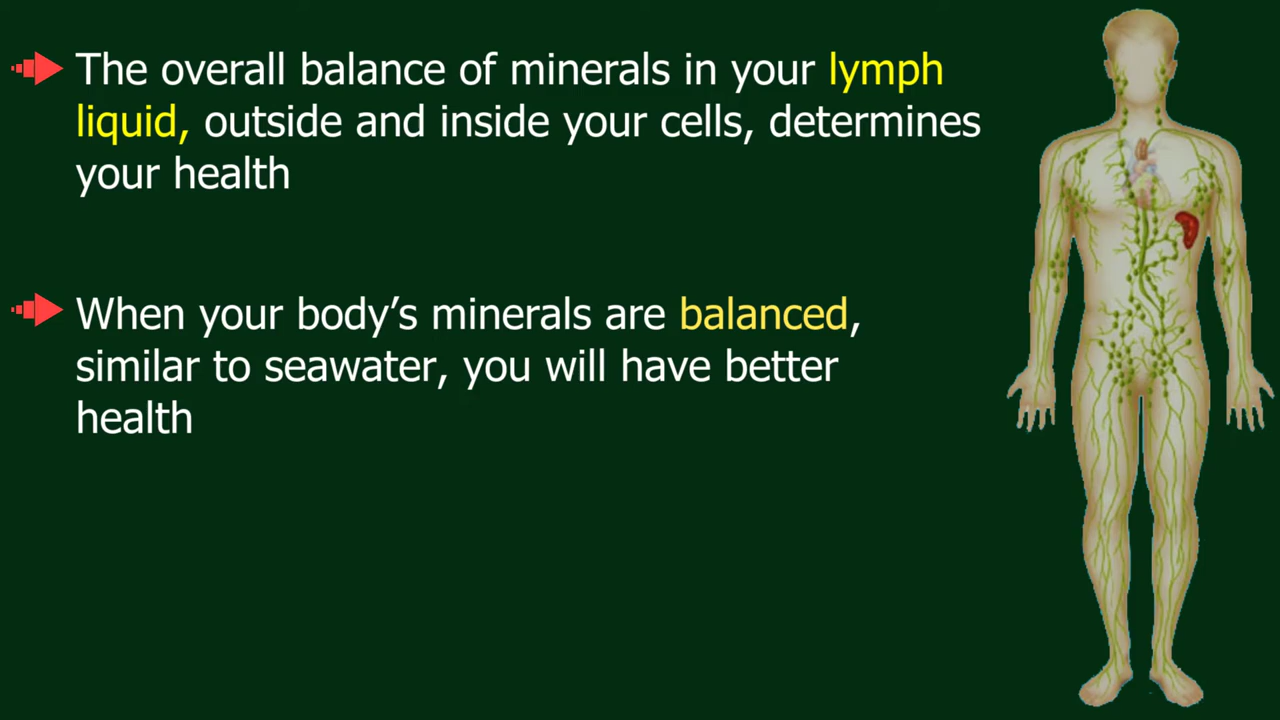 The overall balance of minerals in your lymph
liquid, outside and inside your cells, determines
your health
When your body’s minerals are balanced,
similar to seawater, you will have better
health